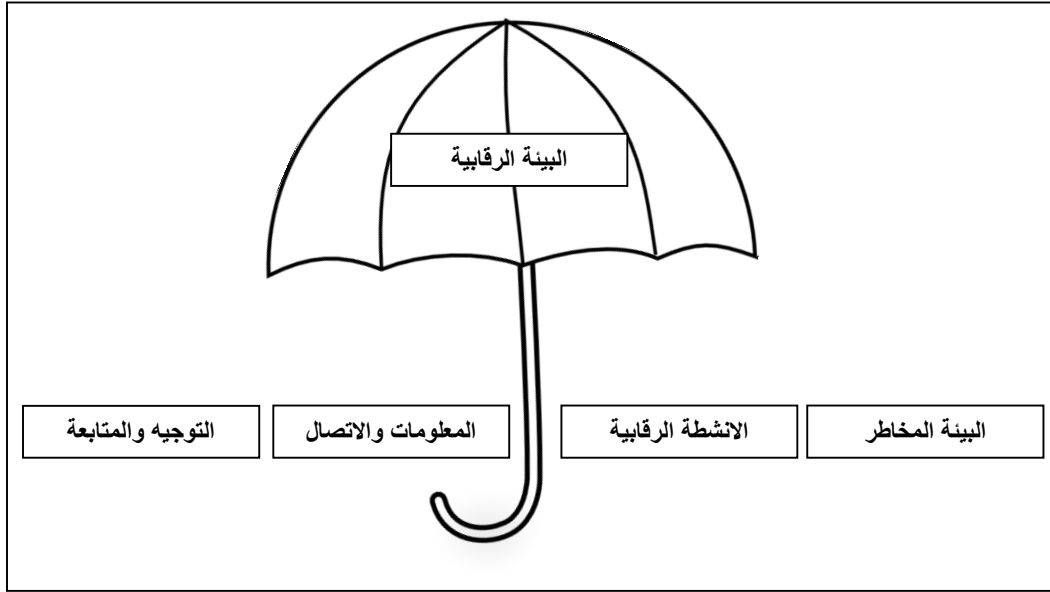 البيئة الرقابية
البيئة المخاطر
الانشطة الرقابية
المعلومات والاتصال
التوجيه والمتابعة